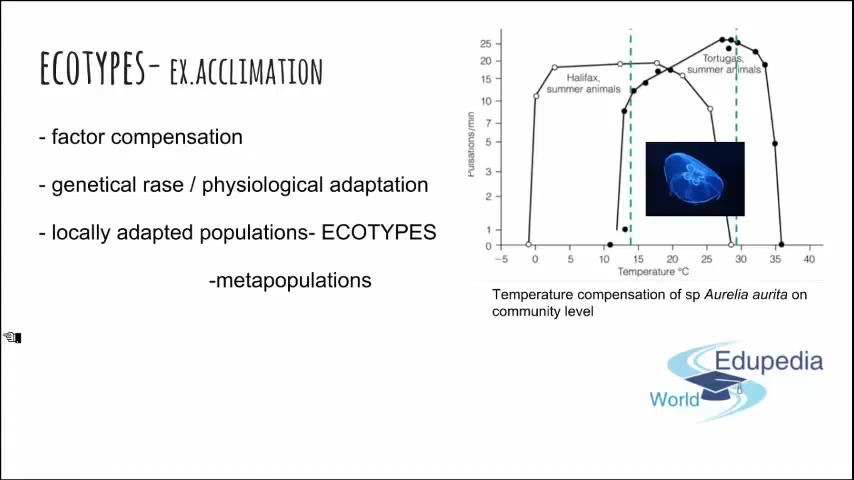 ECOTYPES- EX.ACCLIMATION
- factor compensation
- genetical rase / physiological adaptation
- locally adapted populations- ECOTYPES
-metapopulations
Pulsations/min
25
20
15
10
7
5
3
2
1
0
Halifax,
summer animals
Tortugas,
summer animals
-5 0 5 10 15 20 25 30 35 40
Temperature °C
Temperature compensation of sp Aurelia aurita on
community level
Edupedia
World